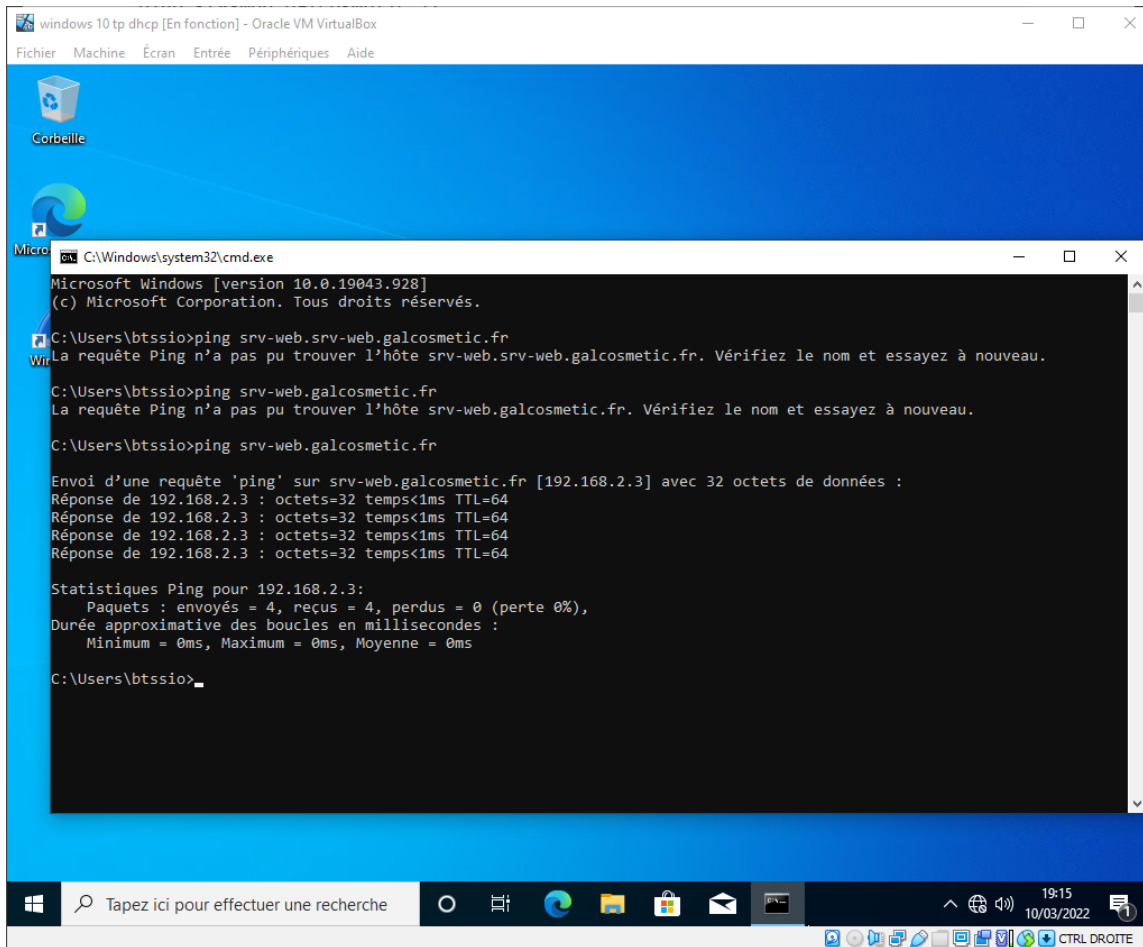 windows 10 tp dhcp [En fonction] - Oracle VM VirtualBox
Fichier Machine Écran Entrée Périphériques Aide
Corbeille
Micro
C:\Windows\system32\cmd.exe
Microsoft Windows [version 10.0.19043.928]
(c) Microsoft Corporation. Tous droits réservés.
C:\Users\btssio>ping srv-web.srv-web.galcosmetic.fr
Win
La requête Ping n’a pas pu trouver l’hôte srv-web.srv-web.galcosmetic.fr. Vérifiez le nom et essayez à nouveau.
C:\Users\btssio>ping srv-web.galcosmetic.fr
La requête Ping n’a pas pu trouver l’hôte srv-web.galcosmetic.fr. Vérifiez le nom et essayez à nouveau.
C:\Users\btssio>ping srv-web.galcosmetic.fr
Envoi d’une requête 'ping' sur srv-web.galcosmetic.fr [192.168.2.3] avec 32 octets de données :
Réponse de 192.168.2.3 : octets=32 temps<1ms TTL=64
Réponse de 192.168.2.3 : octets=32 temps<1ms TTL=64
Réponse de 192.168.2.3 : octets=32 temps<1ms TTL=64
Réponse de 192.168.2.3 : octets=32 temps<1ms TTL=64
Statistiques Ping pour 192.168.2.3:
Paquets : envoyés = 4, reçus = 4, perdus = 0 (perte 0%),
Durée approximative des boucles en millisecondes :
Minimum = 0ms, Maximum = 0ms, Moyenne = 0ms
C:\Users\btssio>
Tapez ici pour effectuer une recherche
19:15
10/03/2022
1
CTRL DROITE